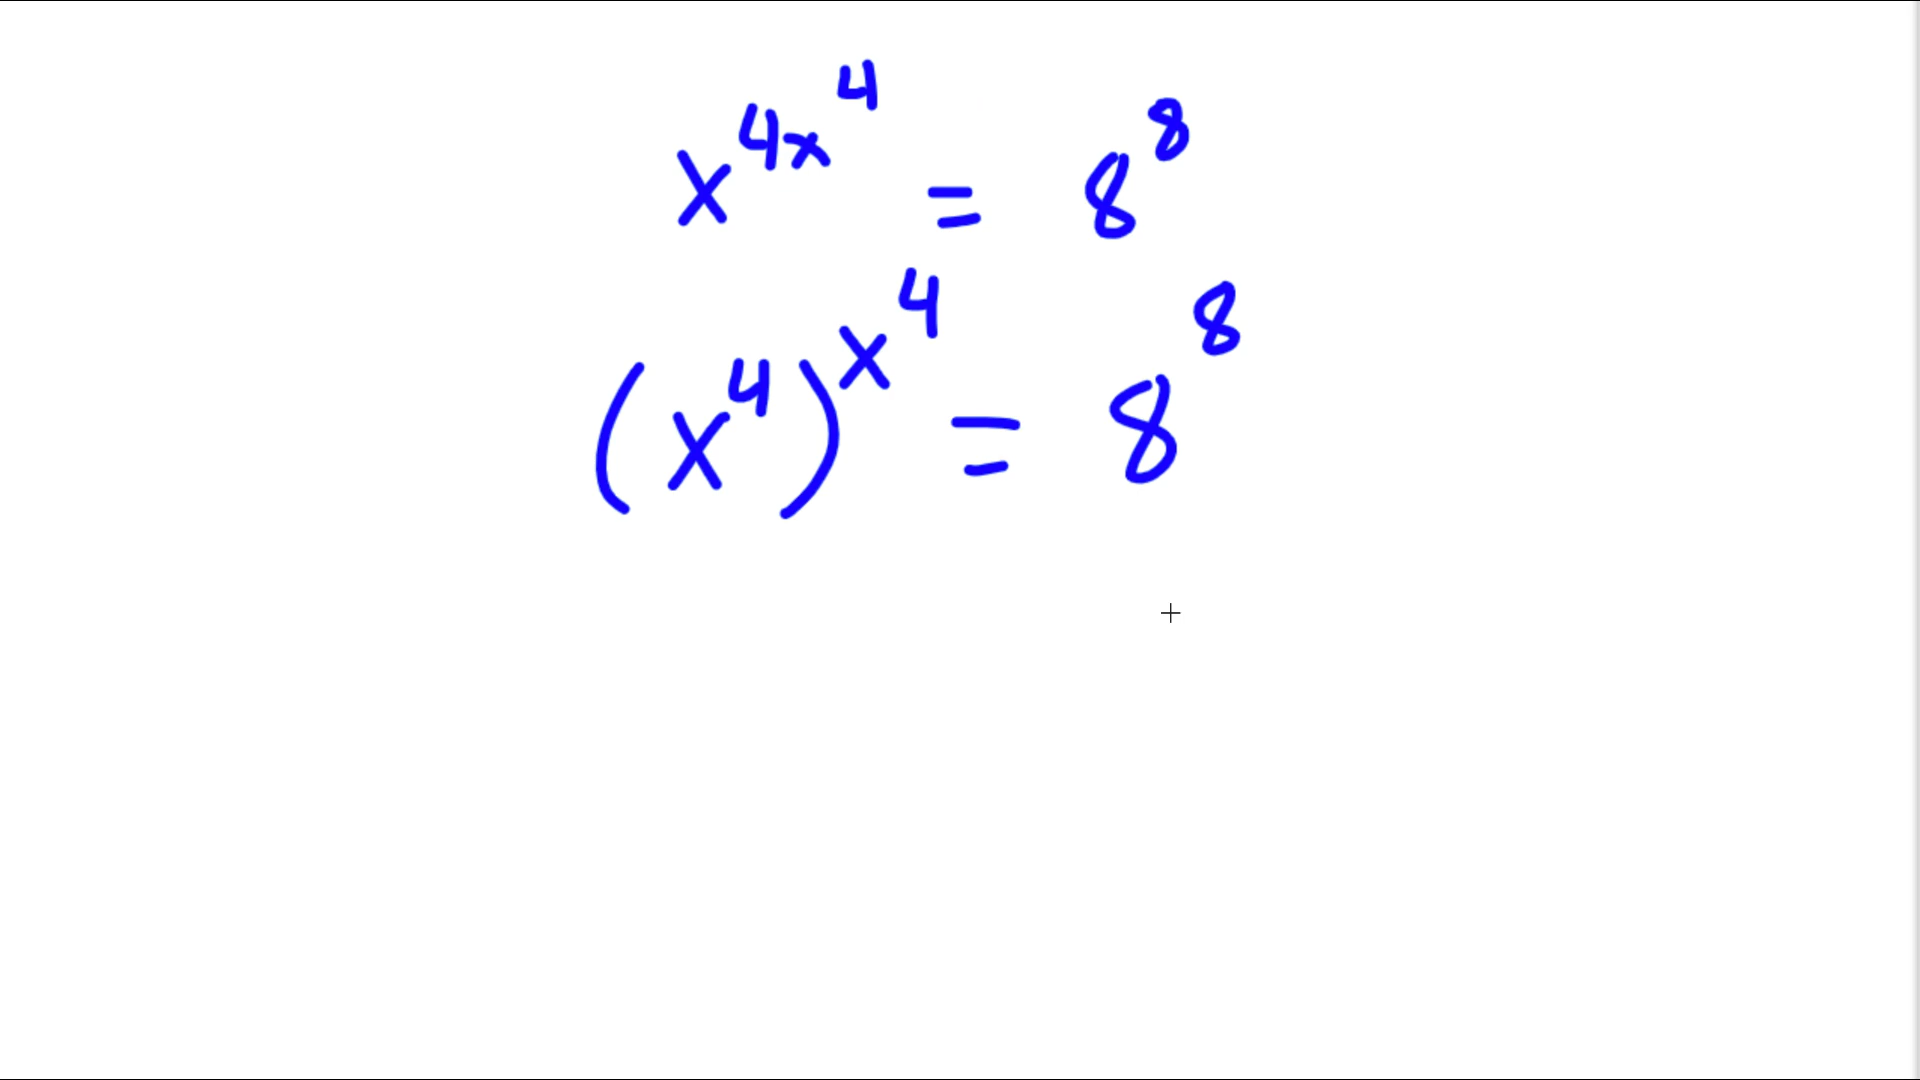 x^{4x^4} = 8^8
(x^4)^{x^4} = 8^8